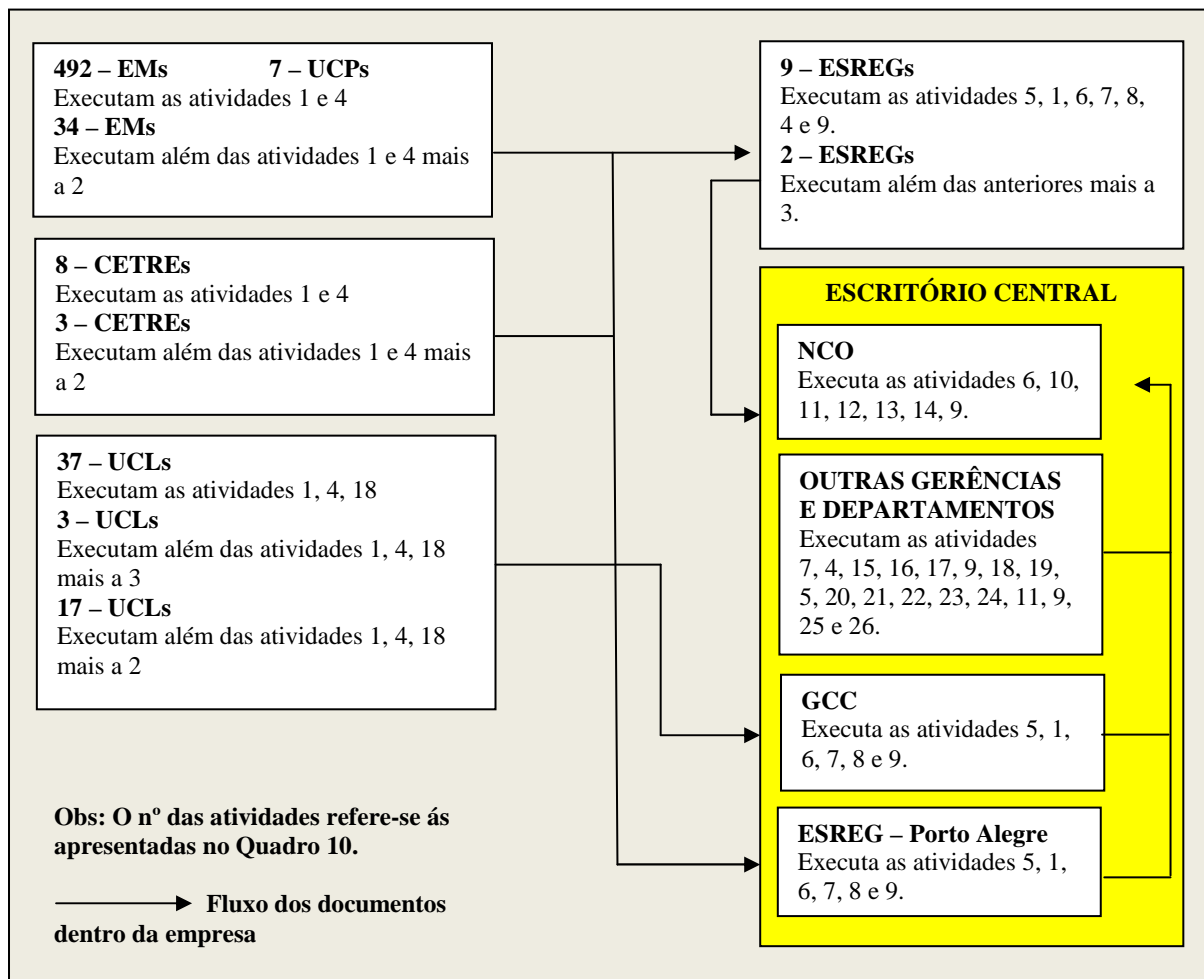 492 – EMs 7 – UCPs
Executam as atividades 1 e 4
34 – EMs
Executam além das atividades 1 e 4 mais
a 2
8 – CETREs
Executam as atividades 1 e 4
3 – CETREs
Executam além das atividades 1 e 4 mais
a 2
37 – UCLs
Executam as atividades 1, 4, 18
3 – UCLs
Executam além das atividades 1, 4, 18
mais a 3
17 – UCLs
Executam além das atividades 1, 4, 18
mais a 2
Obs: O nº das atividades refere-se ás
apresentadas no Quadro 10.
Fluxo dos documentos
dentro da empresa
9 – ESREGs
Executam as atividades 5, 1, 6, 7, 8,
4 e 9.
2 – ESREGs
Executam além das anteriores mais a
3.
ESCRITÓRIO CENTRAL
NCO
Executa as atividades 6, 10,
11, 12, 13, 14, 9.
OUTRAS GERÊNCIAS
E DEPARTAMENTOS
Executam as atividades
7, 4, 15, 16, 17, 9, 18, 19,
5, 20, 21, 22, 23, 24, 11, 9,
25 e 26.
GCC
Executa as atividades 5, 1,
6, 7, 8 e 9.
ESREG – Porto Alegre
Executa as atividades 5, 1,
6, 7, 8 e 9.